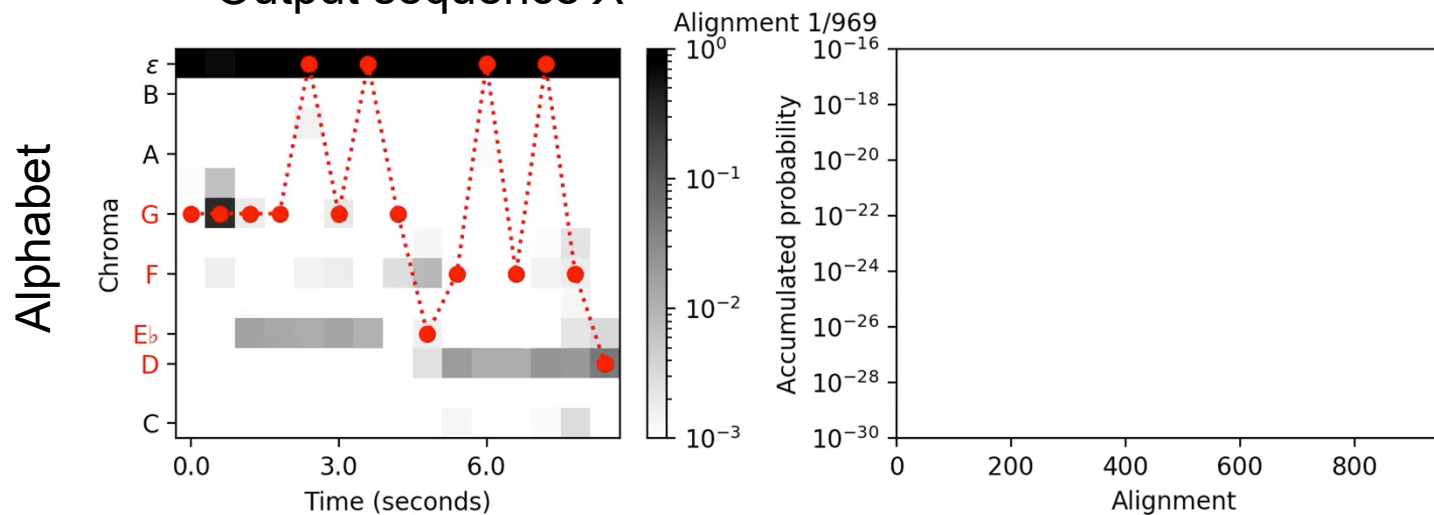 Output sequence X
Alignment 1/969
Alphabet
Chroma
ε
B
A
G
F
E♭
D
C
0.0 3.0 6.0
Time (seconds)
10⁰
10⁻¹
10⁻²
10⁻³
Accumulated probability
10⁻¹⁶
10⁻¹⁸
10⁻²⁰
10⁻²²
10⁻²⁴
10⁻²⁶
10⁻²⁸
10⁻³⁰
0 200 400 600 800
Alignment